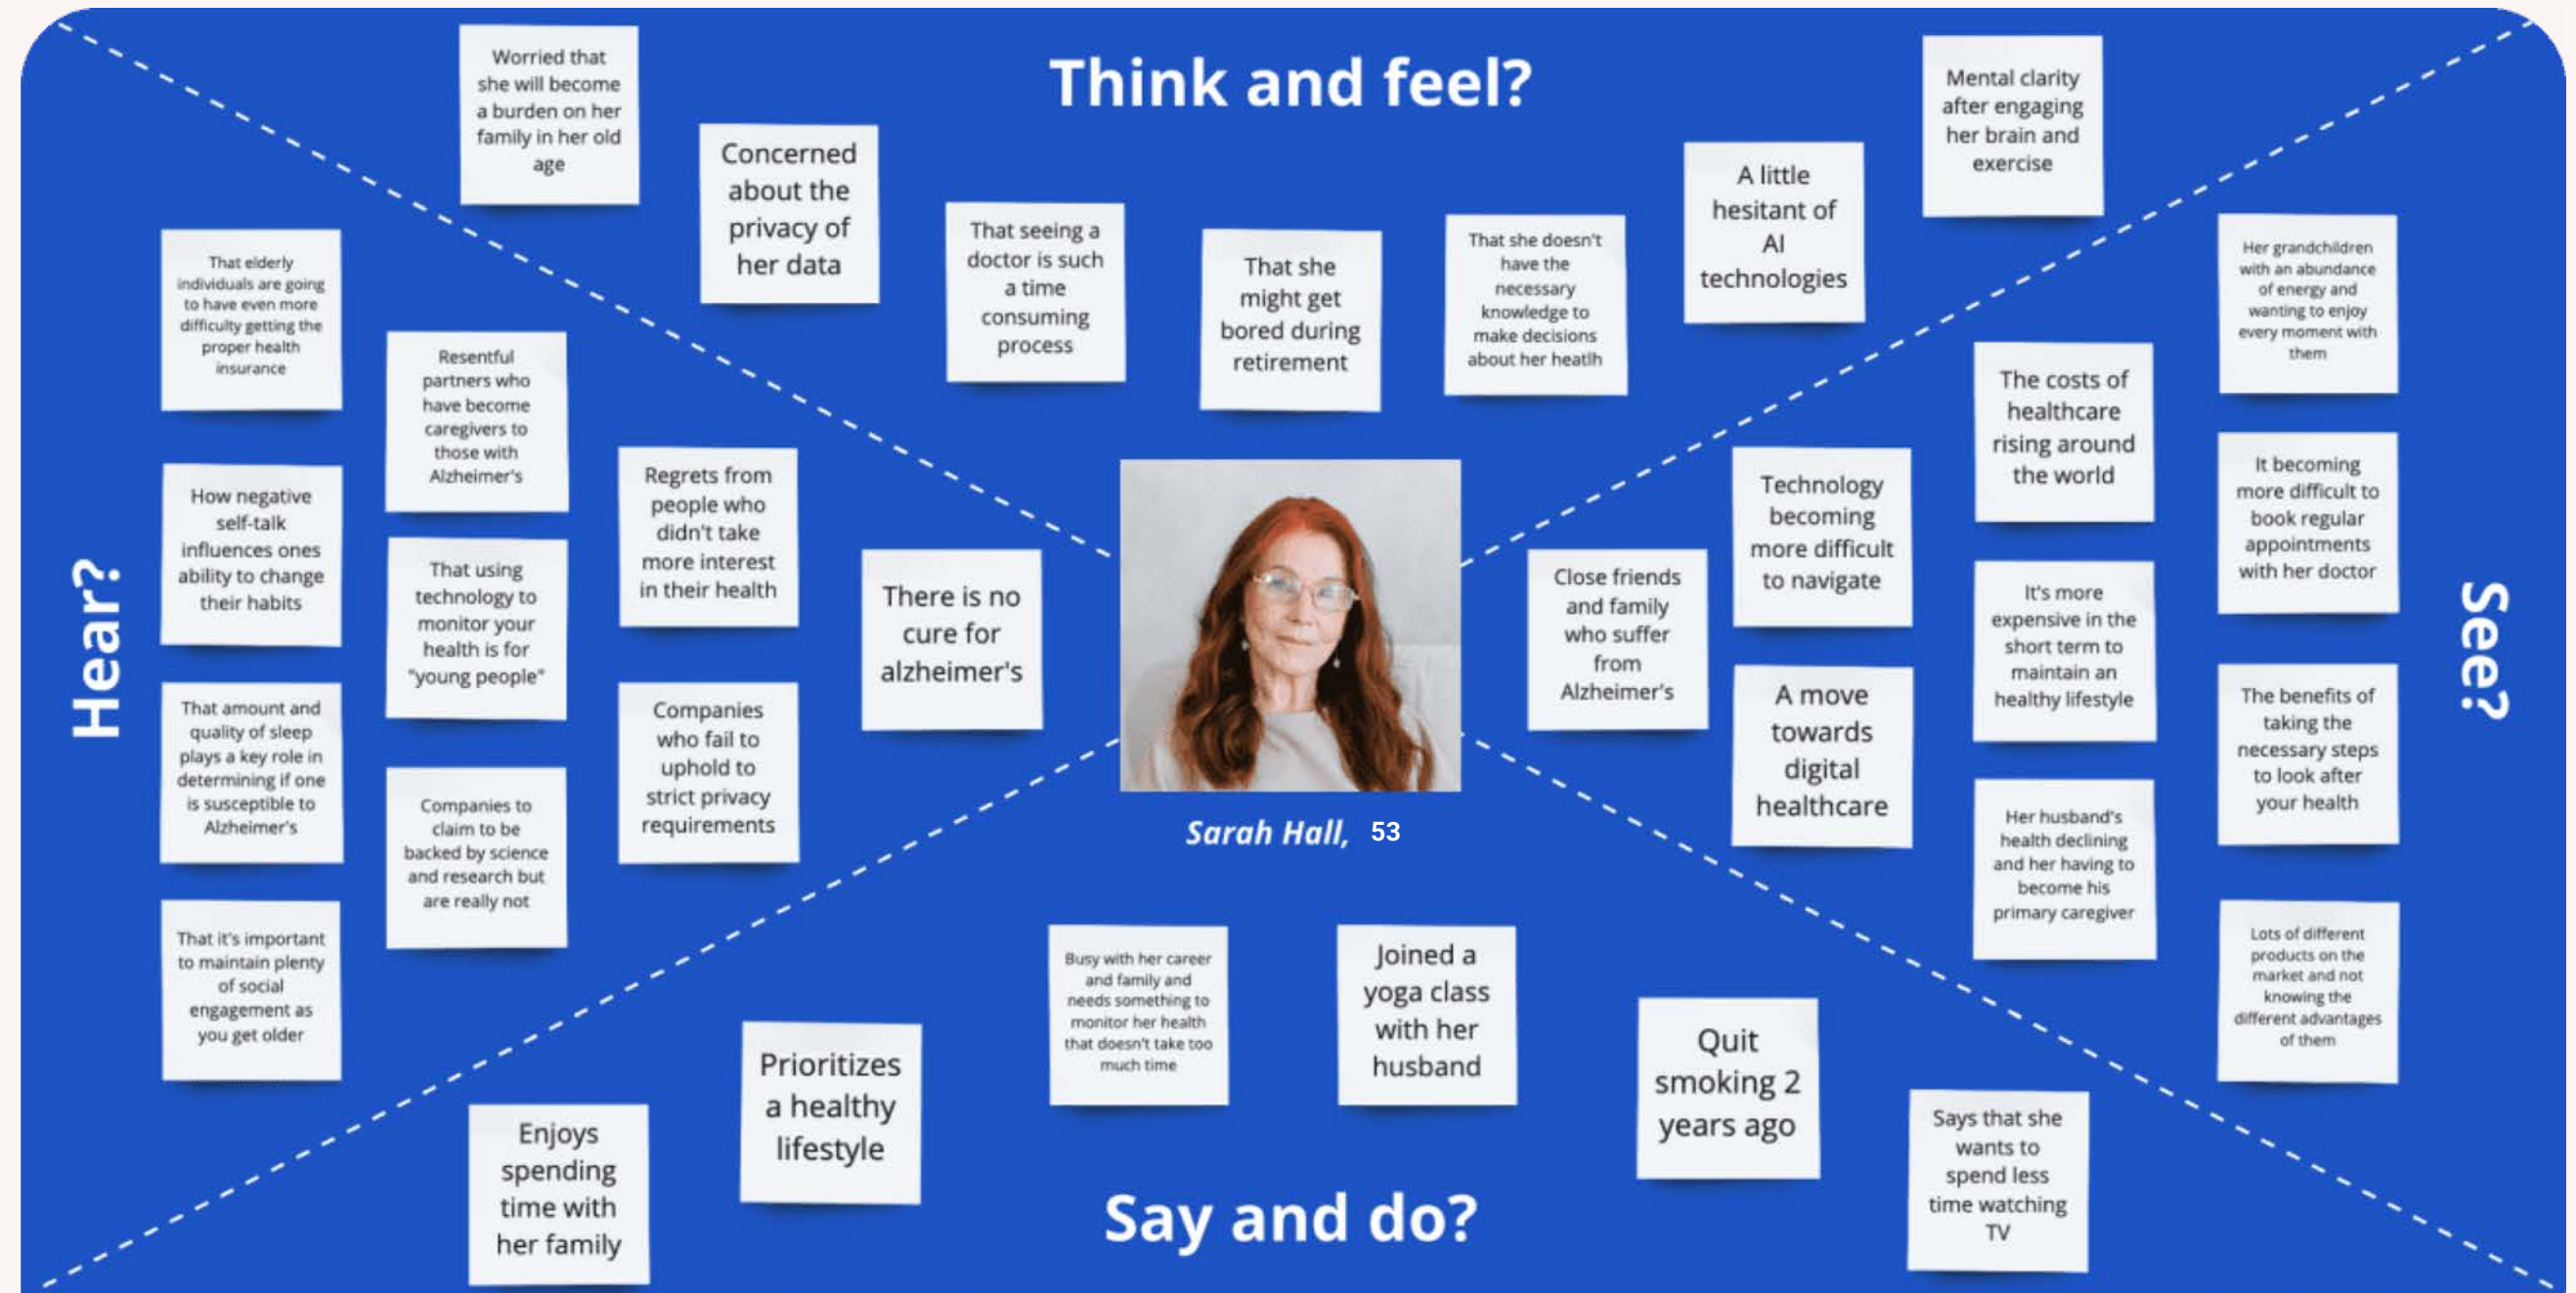 Think and feel?
Worried that
she will become
a burden on her
family in her old
age
Concerned
about the
privacy of
her data
That seeing a
doctor is such
a time
consuming
process
That she
might get
bored during
retirement
That she doesn't
have the
necessary
knowledge to
make decisions
about her heatlh
A little
hesitant of
AI
technologies
Mental clarity
after engaging
her brain and
exercise
Hear?
That elderly
individuals are going
to have even more
difficulty getting the
proper health
insurance
How negative
self-talk
influences ones
ability to change
their habits
That amount and
quality of sleep
plays a key role in
determining if one
is susceptible to
Alzheimer's
That it's important
to maintain plenty
of social
engagement as
you get older
Resentful
partners who
have become
caregivers to
those with
Alzheimer's
That using
technology to
monitor your
health is for
"young people"
Companies to
claim to be
backed by science
and research but
are really not
Regrets from
people who
didn't take
more interest
in their health
Companies
who fail to
uphold to
strict privacy
requirements
There is no
cure for
alzheimer's
Sarah Hall, 53
Close friends
and family
who suffer
from
Alzheimer's
Technology
becoming
more difficult
to navigate
A move
towards
digital
healthcare
The costs of
healthcare
rising around
the world
It's more
expensive in the
short term to
maintain an
healthy lifestyle
Her husband's
health declining
and her having to
become his
primary caregiver
Her grandchildren
with an abundance
of energy and
wanting to enjoy
every moment with
them
It becoming
more difficult to
book regular
appointments
with her doctor
The benefits of
taking the
necessary steps
to look after
your health
Lots of different
products on the
market and not
knowing the
different advantages
of them
See?
Enjoys
spending
time with
her family
Prioritizes
a healthy
lifestyle
Busy with her career
and family and
needs something to
monitor her health
that doesn't take too
much time
Joined a
yoga class
with her
husband
Quit
smoking 2
years ago
Says that she
wants to
spend less
time watching
TV
Say and do?